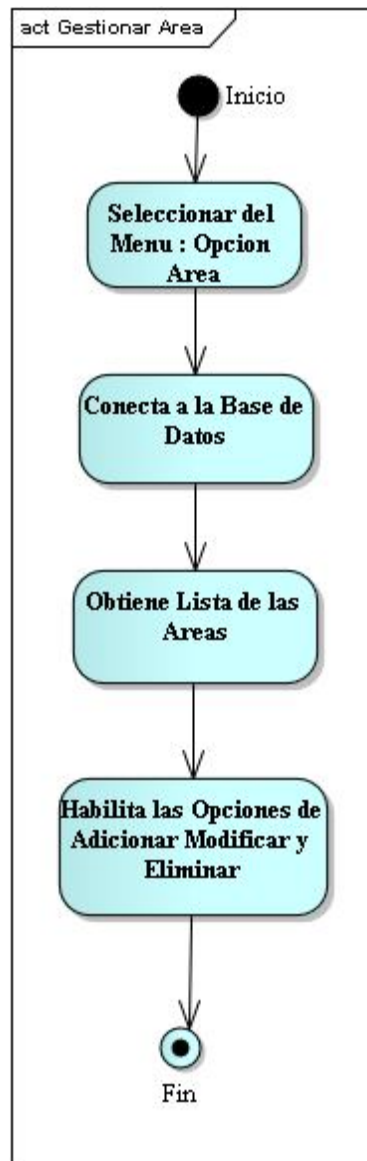 act Gestionar Area
Inicio
Seleccionar del
Menu : Opcion
Area
Conecta a la Base de
Datos
Obtiene Lista de las
Areas
Habilita las Opciones de
Adicionar Modificar y
Eliminar
Fin